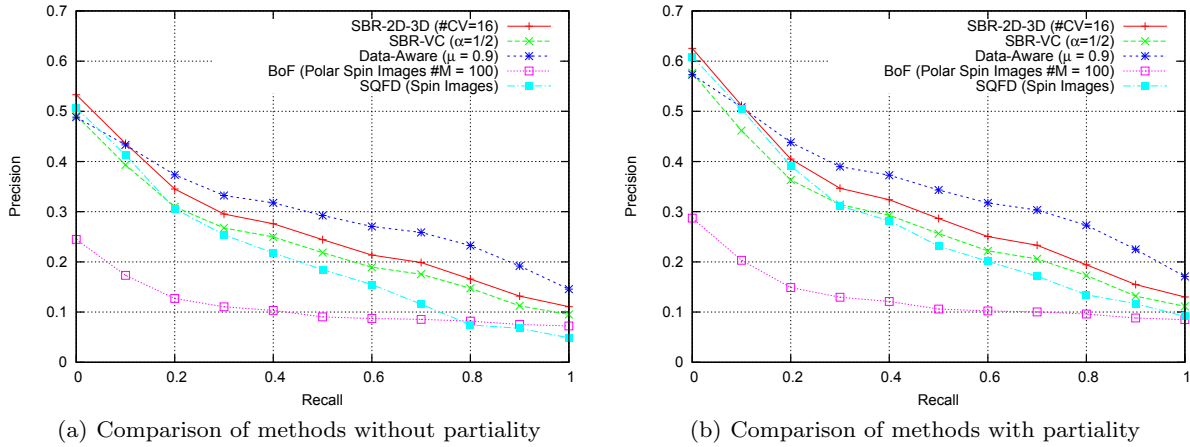 0.7
0.6
0.5
0.4
0.3
0.2
0.1
0
0 0.2 0.4 0.6 0.8 1
Precision
Recall
SBR-2D-3D (#CV=16)
SBR-VC (α=1/2)
Data-Aware (μ = 0.9)
BoF (Polar Spin Images #M = 100)
SQFD (Spin Images)
(a) Comparison of methods without partiality
0.7
0.6
0.5
0.4
0.3
0.2
0.1
0
0 0.2 0.4 0.6 0.8 1
Precision
Recall
SBR-2D-3D (#CV=16)
SBR-VC (α=1/2)
Data-Aware (μ = 0.9)
BoF (Polar Spin Images #M = 100)
SQFD (Spin Images)
(b) Comparison of methods with partiality